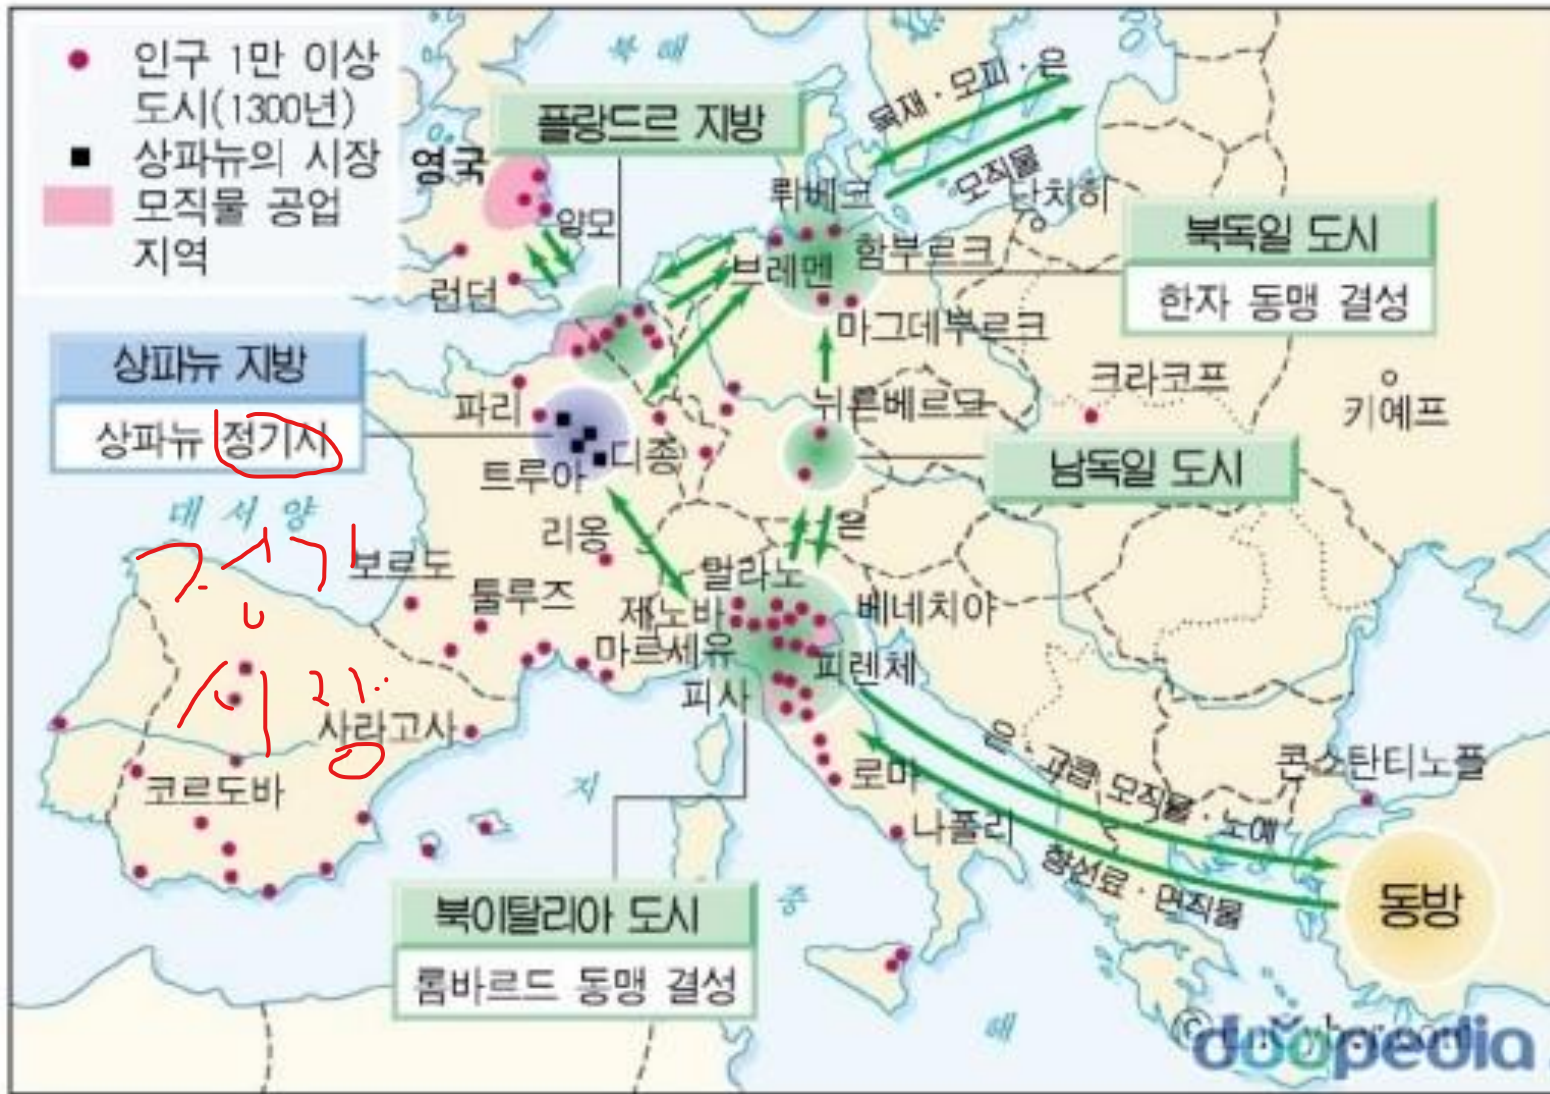 인구 1만 이상
도시(1300년)
상파뉴의 시장
모직물 공업
지역
북해
플랑드르 지방
목재·모피·은
모직물
영국
양모
런던
뤼베크
단치히
함부르크
브레멘
북독일 도시
한자 동맹 결성
마그데부르크
상파뉴 지방
상파뉴 정기시
파리
크라코프
키예프
뉘른베르크
디종
트루아
남독일 도시
대서양
리옹
은
보르도
밀라노
툴루즈
제노바
베네치아
마르세유
피렌체
피사
사라고사
은·고급 모직물·노예
콘스탄티노플
코르도바
지
로마
나폴리
향신료·면직물
북이탈리아 도시
롬바르드 동맹 결성
중
동방
해
doopedia